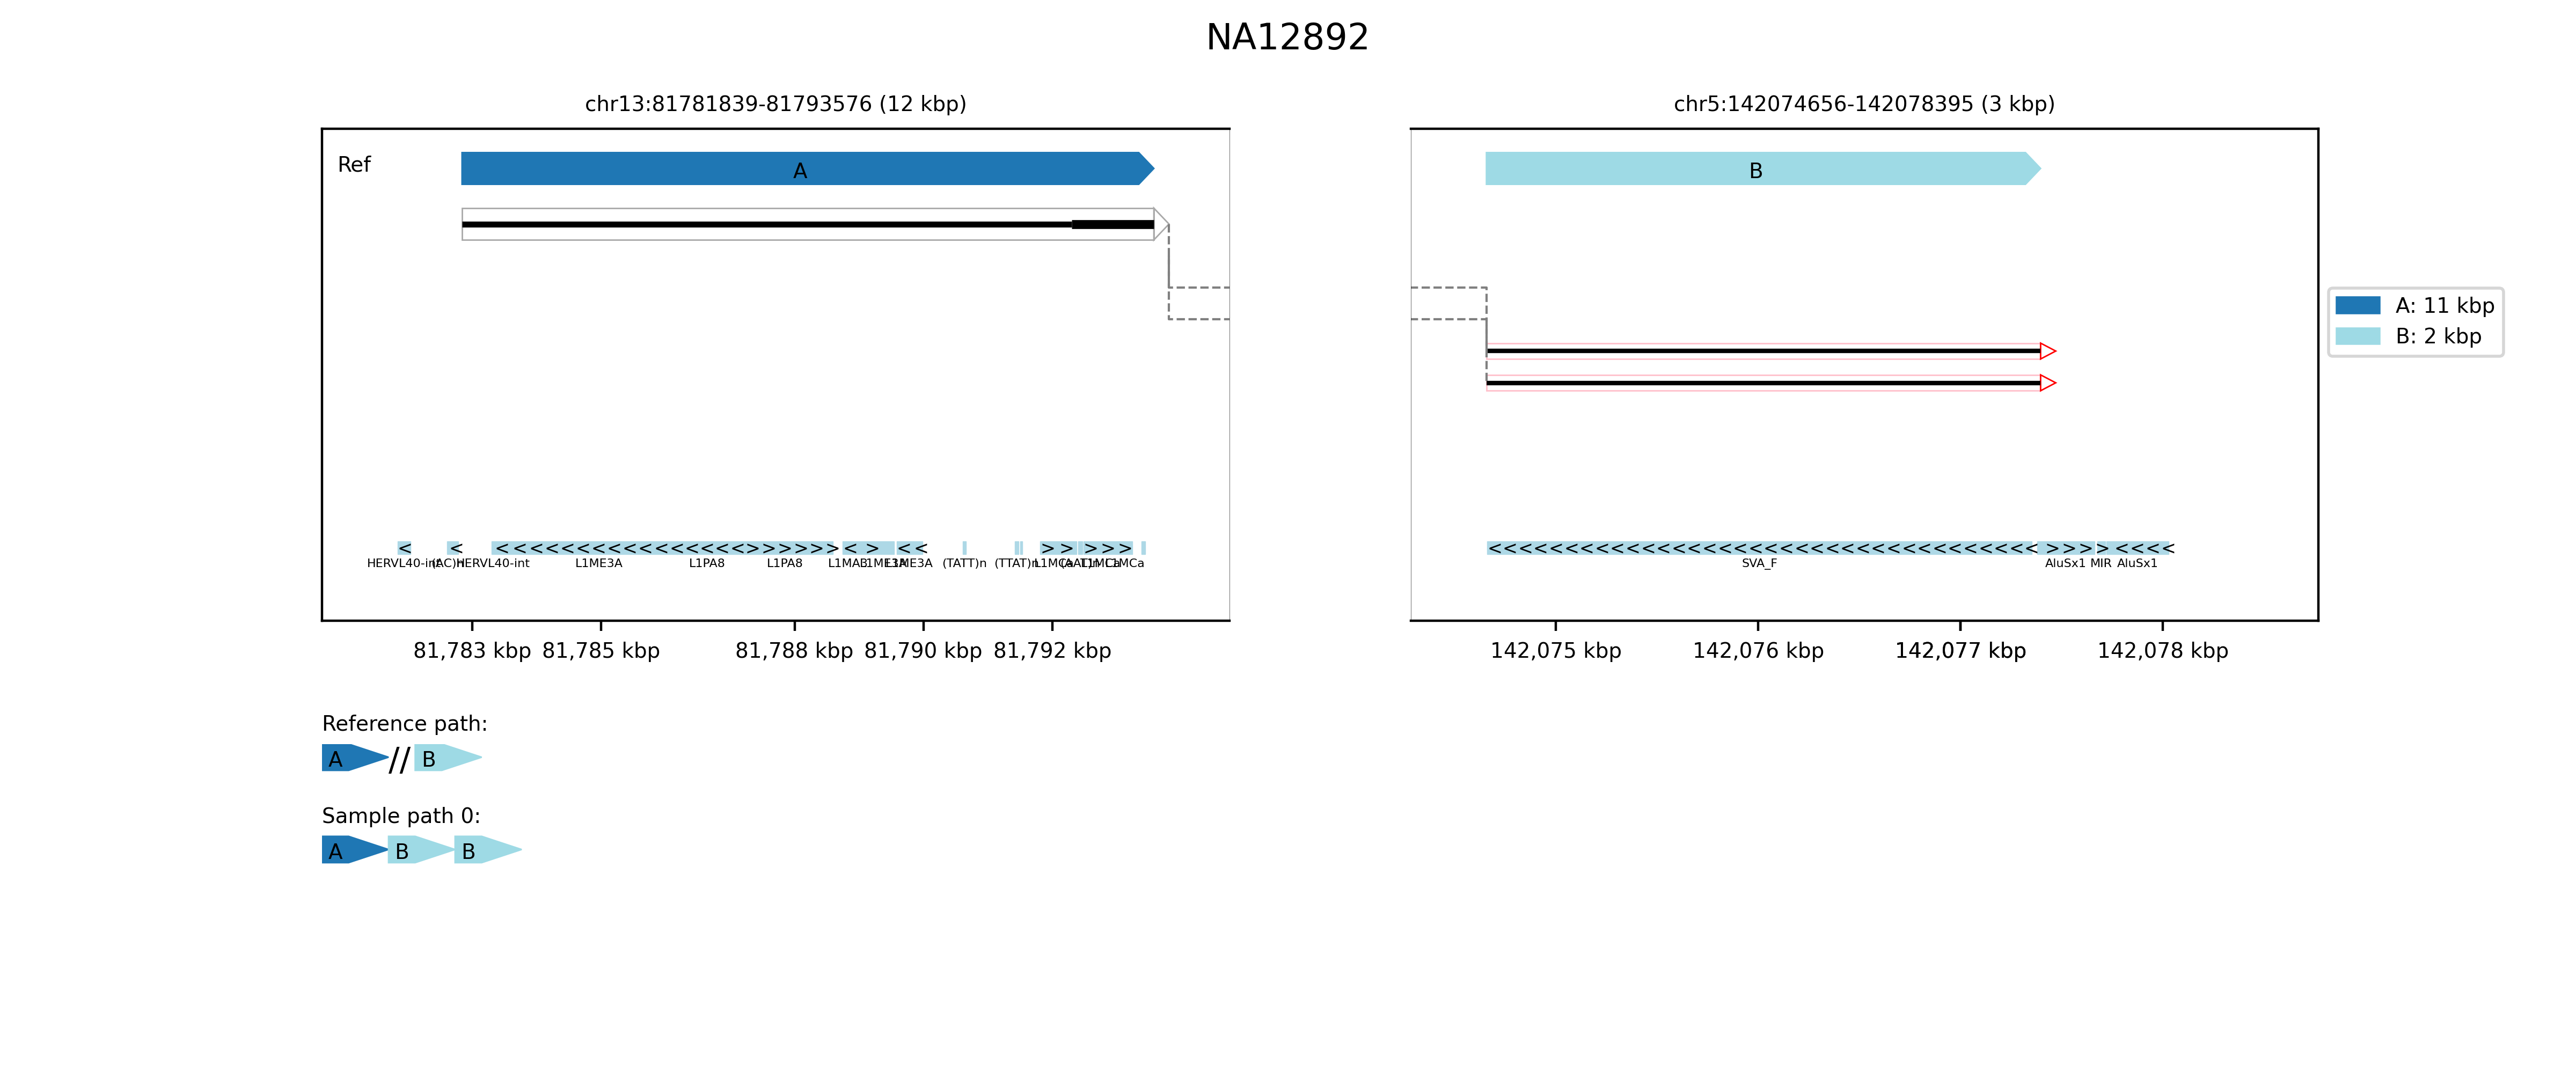 NA12892
chr13:81781839-81793576 (12 kbp)
chr5:142074656-142078395 (3 kbp)
Ref
A
B
A: 11 kbp
B: 2 kbp
HERVL40-int
(AC)n
HERVL40-int
L1ME3A
L1PA8
L1PA8
L1ME3A
(TATT)n
(TTAT)n
L1MCa
L1MCa
SVA_F
AluSx1
MIR
AluSx1
81,783 kbp
81,785 kbp
81,788 kbp
81,790 kbp
81,792 kbp
142,075 kbp
142,076 kbp
142,077 kbp
142,078 kbp
Reference path:
A // B
Sample path 0:
A B B